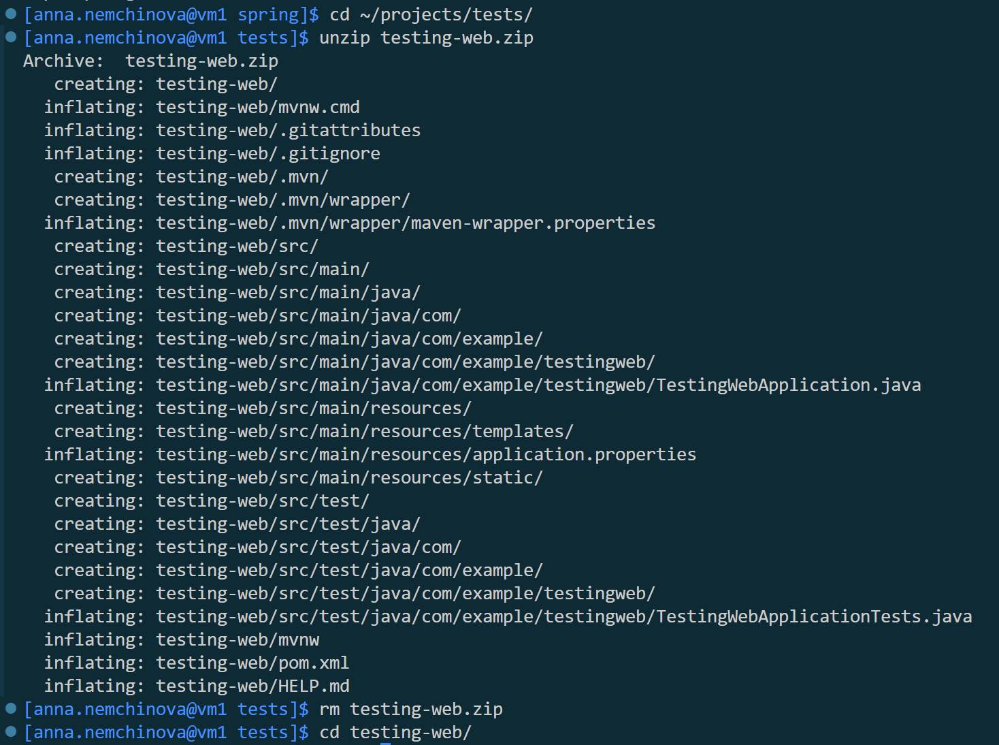 [anna.nemchinova@vm1 spring]$ cd ~/projects/tests/
[anna.nemchinova@vm1 tests]$ unzip testing-web.zip
Archive:  testing-web.zip
   creating: testing-web/
  inflating: testing-web/mvnw.cmd
  inflating: testing-web/.gitattributes
  inflating: testing-web/.gitignore
   creating: testing-web/.mvn/
   creating: testing-web/.mvn/wrapper/
  inflating: testing-web/.mvn/wrapper/maven-wrapper.properties
   creating: testing-web/src/
   creating: testing-web/src/main/
   creating: testing-web/src/main/java/
   creating: testing-web/src/main/java/com/
   creating: testing-web/src/main/java/com/example/
   creating: testing-web/src/main/java/com/example/testingweb/
  inflating: testing-web/src/main/java/com/example/testingweb/TestingWebApplication.java
   creating: testing-web/src/main/resources/
   creating: testing-web/src/main/resources/templates/
  inflating: testing-web/src/main/resources/application.properties
   creating: testing-web/src/main/resources/static/
   creating: testing-web/src/test/
   creating: testing-web/src/test/java/
   creating: testing-web/src/test/java/com/
   creating: testing-web/src/test/java/com/example/
   creating: testing-web/src/test/java/com/example/testingweb/
  inflating: testing-web/src/test/java/com/example/testingweb/TestingWebApplicationTests.java
  inflating: testing-web/mvnw
  inflating: testing-web/pom.xml
  inflating: testing-web/HELP.md
[anna.nemchinova@vm1 tests]$ rm testing-web.zip
[anna.nemchinova@vm1 tests]$ cd testing-web/